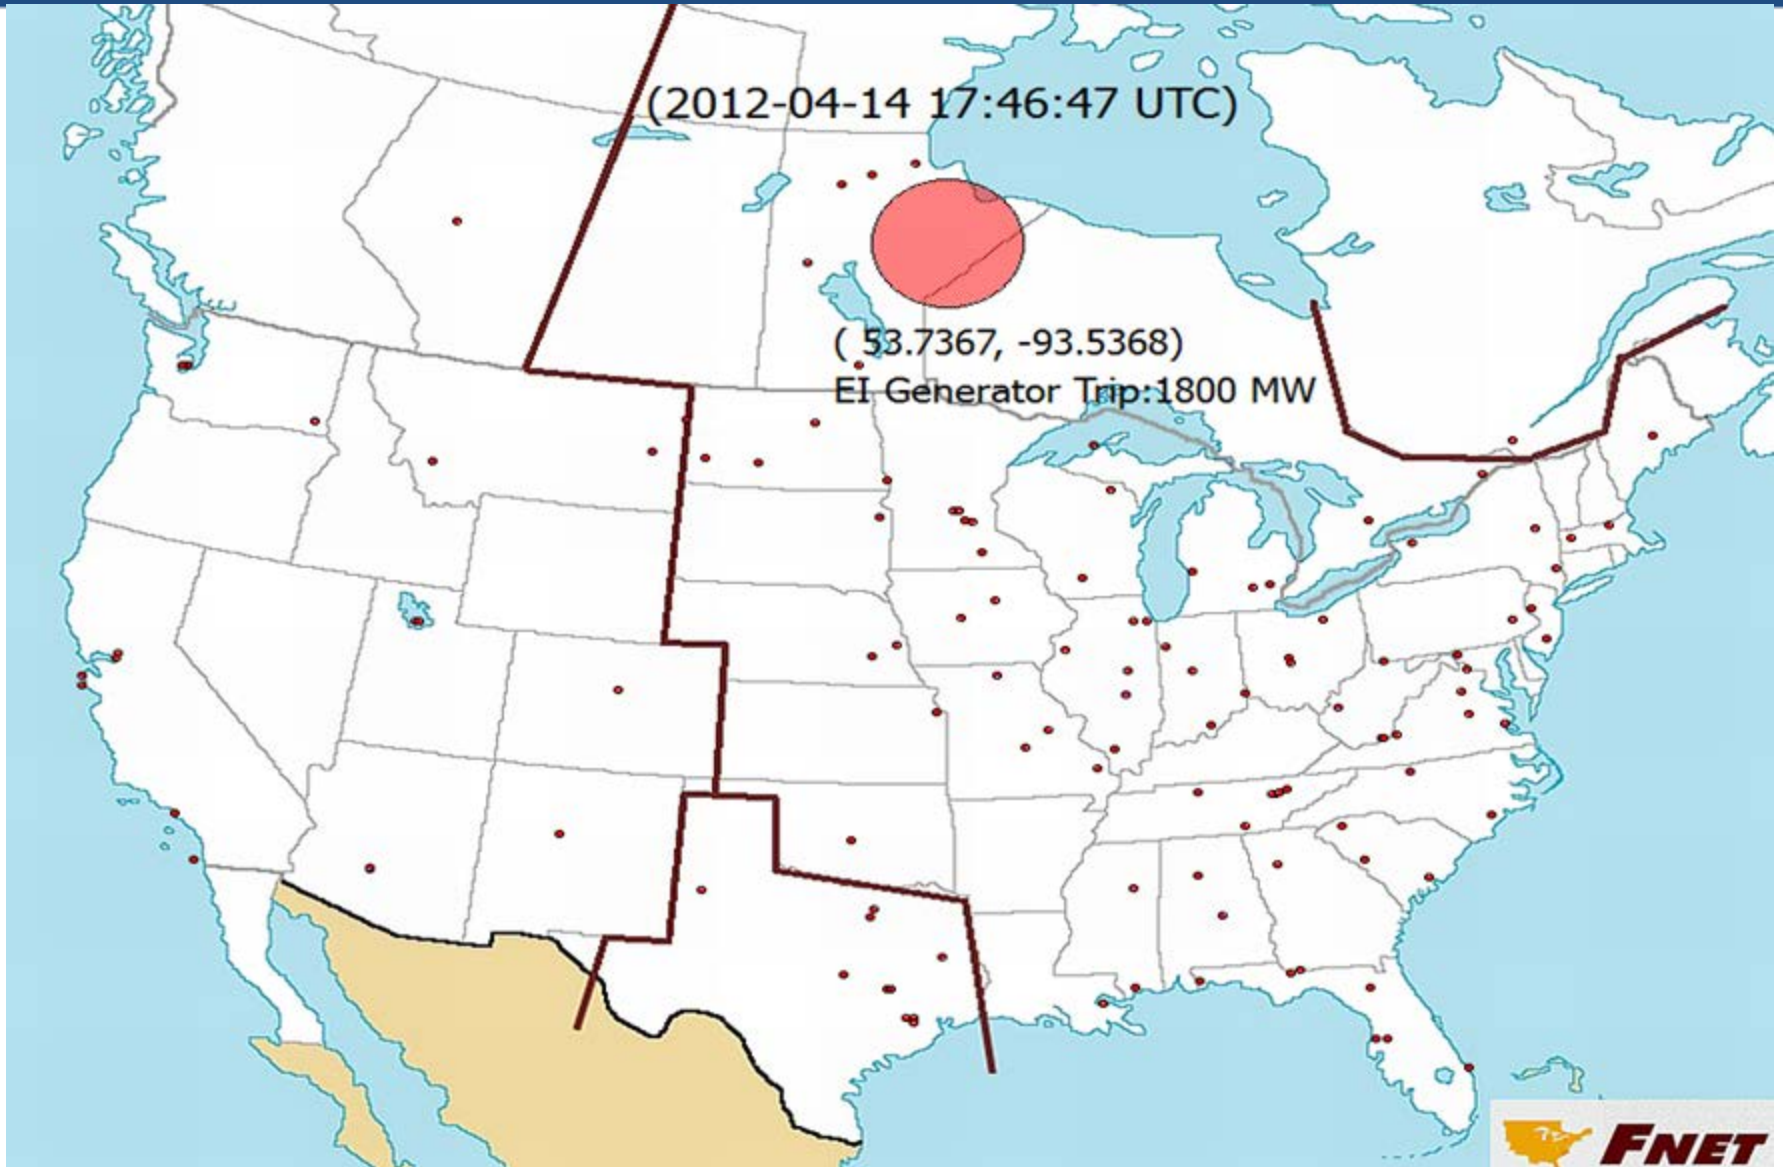 (2012-04-14 17:46:47 UTC)
( 53.7367, -93.5368)
EI Generator Trip:1800 MW
FNET